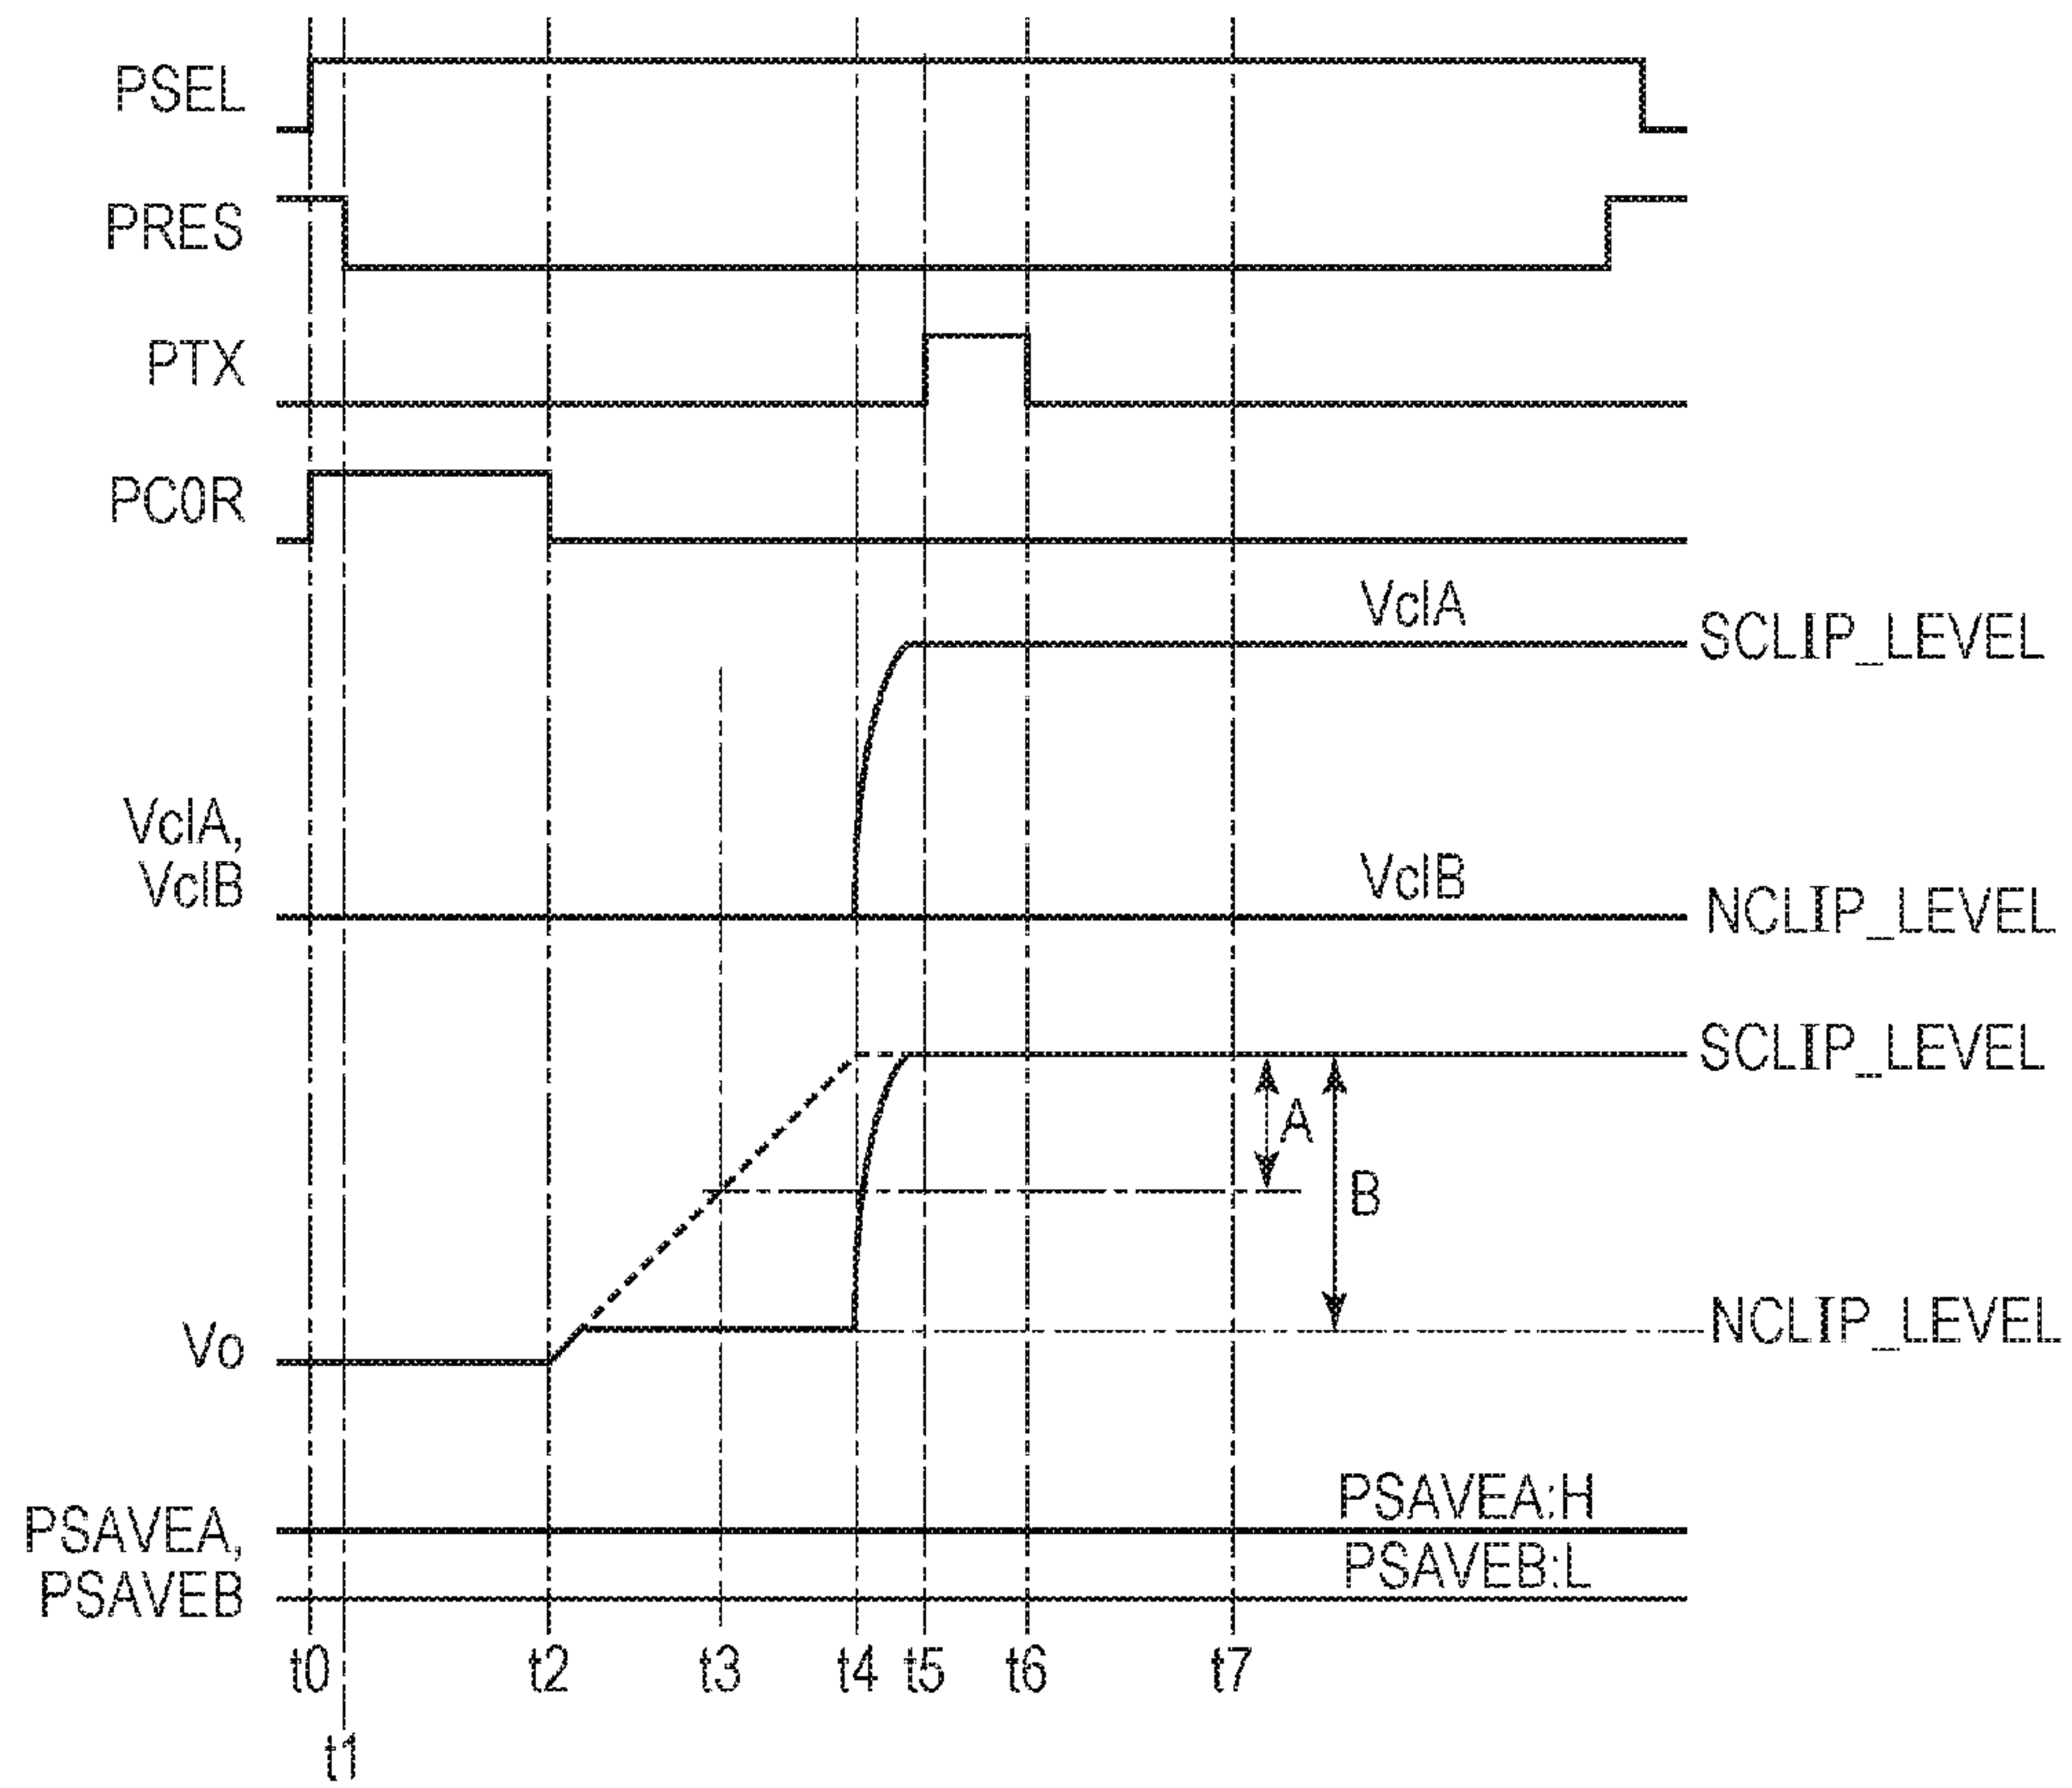 PSEL
PRES
PTX
PC0R
VclA
SCLIP_LEVEL
VclA,
VclB
VclB
NCLIP_LEVEL
SCLIP_LEVEL
A
B
NCLIP_LEVEL
Vo
PSAVEA:H
PSAVEA,
PSAVEB:L
PSAVEB
t0 t2 t3 t4 t5 t6 t7
t1